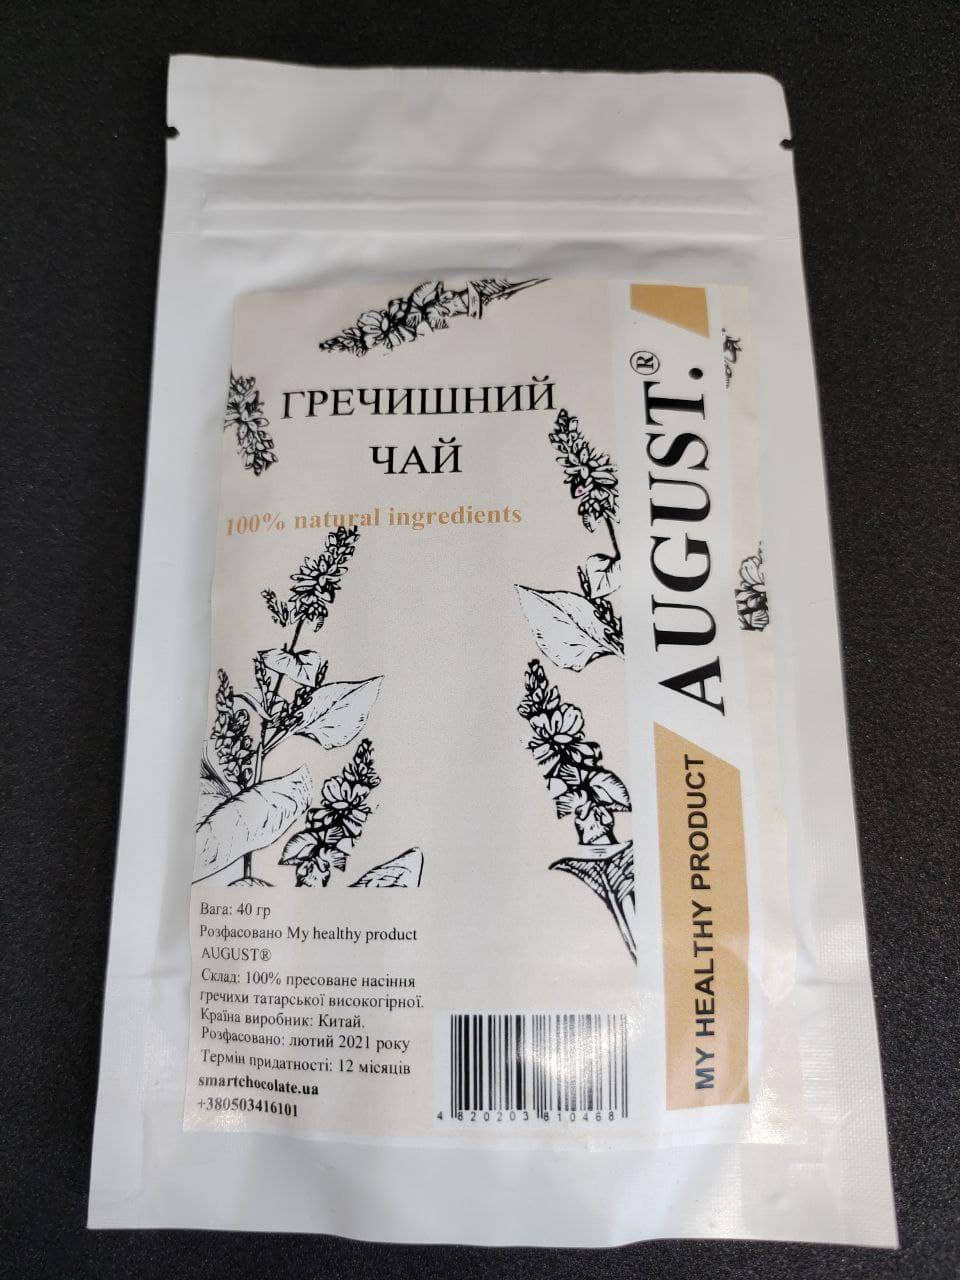 ГРЕЧИШНИЙ
ЧАЙ
100% natural ingredients
AUGUST.®
MY HEALTHY PRODUCT
Вага: 40 гр
Розфасовано My healthy product
AUGUST®
Склад: 100% пресоване насіння
гречихи татарської високогірної.
Країна виробник: Китай.
Розфасовано: лютий 2021 року
Термін придатності: 12 місяців
smartchocolate.ua
+380503416101
4 820203 810468